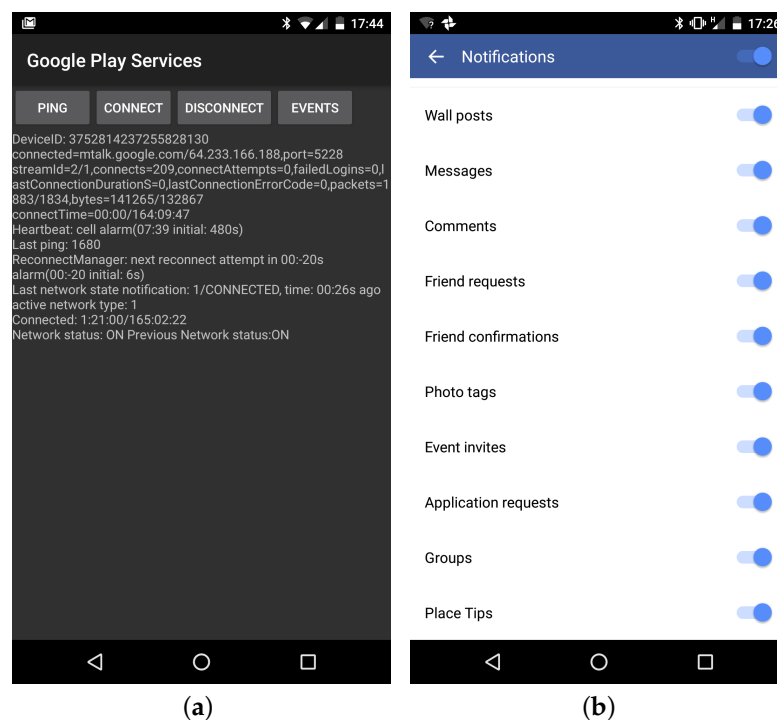 17:44
Google Play Services
PING CONNECT DISCONNECT EVENTS
DeviceID: 3752814237255828130
connected=mtalk.google.com/64.233.166.188,port=5228
streamId=2/1,connects=209,connectAttempts=0,failedLogins=0,l
astConnectionDurationS=0,lastConnectionErrorCode=0,packets=1
883/1834,bytes=141265/132867
connectTime=00:00/164:09:47
Heartbeat: cell alarm(07:39 initial: 480s)
Last ping: 1680
ReconnectManager: next reconnect attempt in 00:-20s
alarm(00:-20 initial: 6s)
Last network state notification: 1/CONNECTED, time: 00:26s ago
active network type: 1
Connected: 1:21:00/165:02:22
Network status: ON Previous Network status:ON
(a)
H 17:26
Notifications
Wall posts
Messages
Comments
Friend requests
Friend confirmations
Photo tags
Event invites
Application requests
Groups
Place Tips
(b)